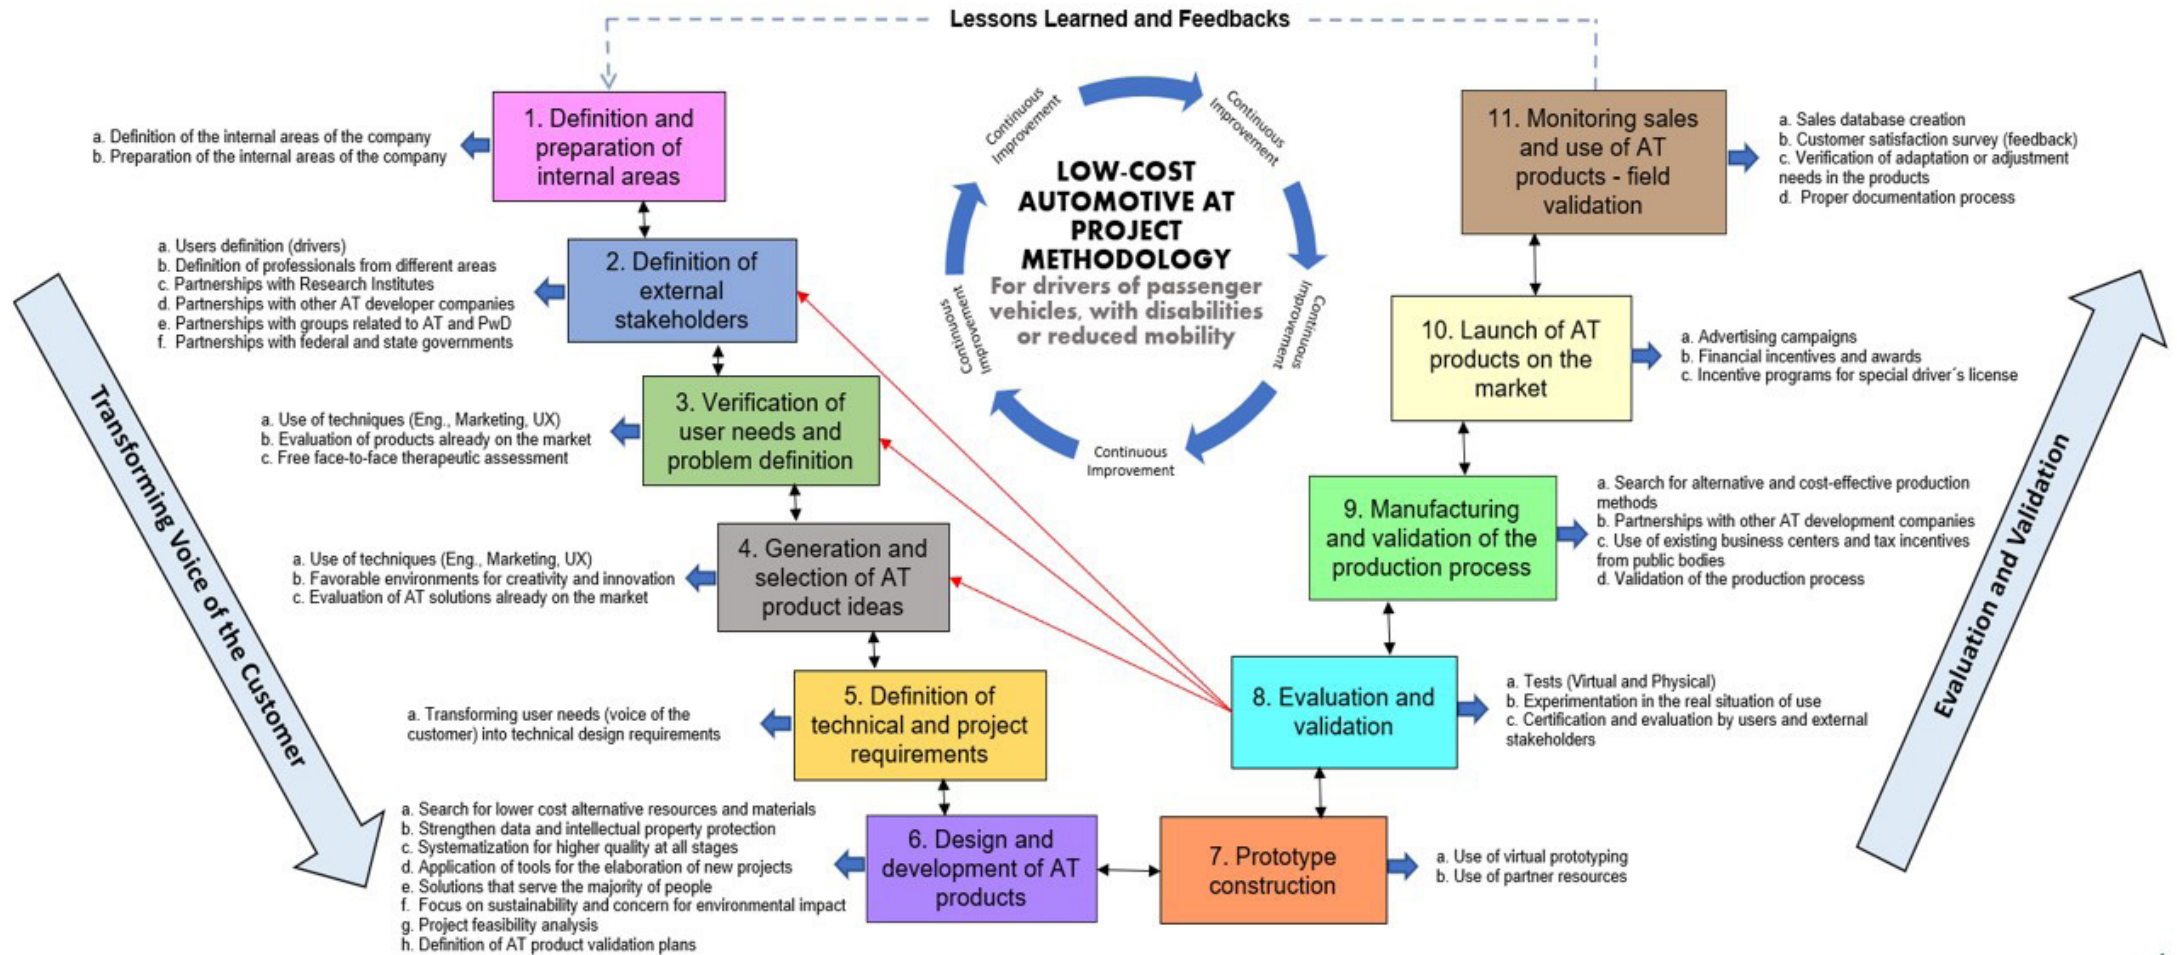 Lessons Learned and Feedbacks
1. Definition and
preparation of
internal areas
a. Definition of the internal areas of the company
b. Preparation of the internal areas of the company
2. Definition of
external
stakeholders
a. Users definition (drivers)
b. Definition of professionals from different areas
c. Partnerships with Research Institutes
d. Partnerships with other AT developer companies
e. Partnerships with groups related to AT and PwD
f. Partnerships with federal and state governments
3. Verification of
user needs and
problem definition
a. Use of techniques (Eng., Marketing, UX)
b. Evaluation of products already on the market
c. Free face-to-face therapeutic assessment
4. Generation and
selection of AT
product ideas
a. Use of techniques (Eng., Marketing, UX)
b. Favorable environments for creativity and innovation
c. Evaluation of AT solutions already on the market
5. Definition of
technical and project
requirements
a. Transforming user needs (voice of the
customer) into technical design requirements
6. Design and
development of AT
products
a. Search for lower cost alternative resources and materials
b. Strengthen data and intellectual property protection
c. Systematization for higher quality at all stages
d. Application of tools for the elaboration of new projects
e. Solutions that serve the majority of people
f. Focus on sustainability and concern for environmental impact
g. Project feasibility analysis
h. Definition of AT product validation plans
7. Prototype
construction
a. Use of virtual prototyping
b. Use of partner resources
8. Evaluation and
validation
a. Tests (Virtual and Physical)
b. Experimentation in the real situation of use
c. Certification and evaluation by users and external
stakeholders
9. Manufacturing
and validation of the
production process
a. Search for alternative and cost-effective production
methods
b. Partnerships with other AT development companies
c. Use of existing business centers and tax incentives
from public bodies
d. Validation of the production process
10. Launch of AT
products on the
market
a. Advertising campaigns
b. Financial incentives and awards
c. Incentive programs for special driver´s license
11. Monitoring sales
and use of AT
products - field
validation
a. Sales database creation
b. Customer satisfaction survey (feedback)
c. Verification of adaptation or adjustment
needs in the products
d. Proper documentation process
LOW-COST
AUTOMOTIVE AT
PROJECT
METHODOLOGY
For drivers of passenger
vehicles, with disabilities
or reduced mobility
Continuous
Improvement
Continuous
Improvement
Continuous
Improvement
Continuous
Improvement
Continuous
Improvement
Transforming Voice of the Customer
Evaluation and Validation